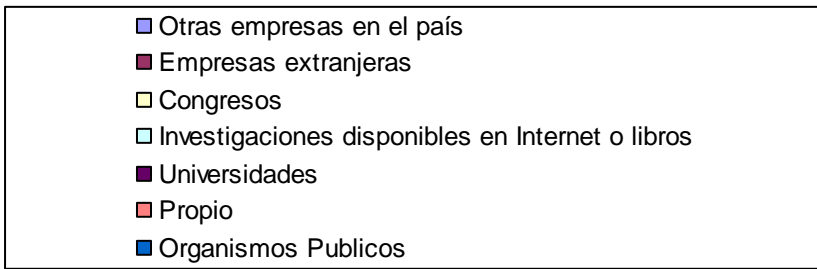 Otras empresas en el país
Empresas extranjeras
Congresos
Investigaciones disponibles en Internet o libros
Universidades
Propio
Organismos Publicos